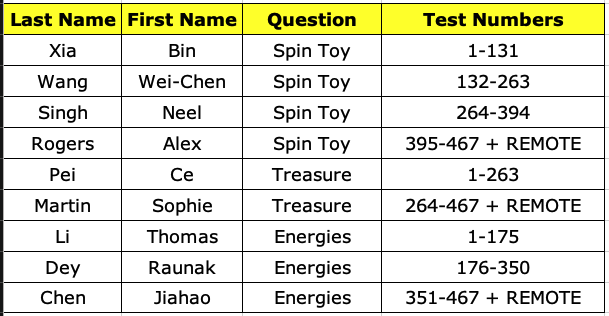 Last Name First Name Question Test Numbers
Xia Bin Spin Toy 1-131
Wang Wei-Chen Spin Toy 132-263
Singh Neel Spin Toy 264-394
Rogers Alex Spin Toy 395-467 + REMOTE
Pei Ce Treasure 1-263
Martin Sophie Treasure 264-467 + REMOTE
Li Thomas Energies 1-175
Dey Raunak Energies 176-350
Chen Jiahao Energies 351-467 + REMOTE